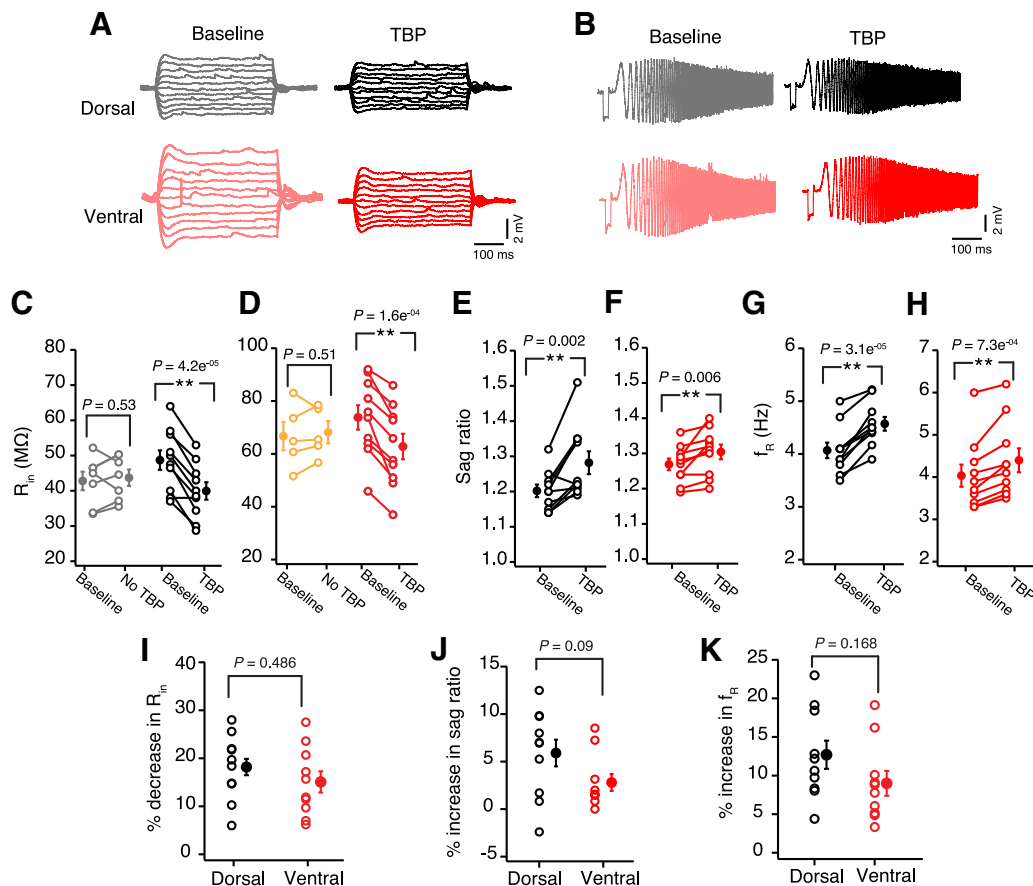 A
B
Baseline
TBP
Baseline
TBP
Dorsal
Ventral
2 mV
100 ms
2 mV
100 ms
C
D
E
F
G
H
P = 1.6e-04
**
P = 4.2e-05
**
P = 0.53
P = 0.51
P = 0.002
**
P = 0.006
**
P = 3.1e-05
**
P = 7.3e-04
**
Rin (MΩ)
60
50
40
30
20
Baseline
No TBP
Baseline
TBP
100
80
60
40
20
Baseline
No TBP
Baseline
TBP
Sag ratio
1.6
1.5
1.4
1.3
1.2
1.1
1.0
Baseline
TBP
1.6
1.5
1.4
1.3
1.2
1.1
1.0
Baseline
TBP
fR (Hz)
6
5
4
3
2
Baseline
TBP
7
6
5
4
3
2
Baseline
TBP
I
J
K
P = 0.486
% decrease in Rin
40
30
20
10
0
Dorsal
Ventral
P = 0.09
% increase in sag ratio
15
10
5
0
-5
Dorsal
Ventral
P = 0.168
% increase in fR
25
20
15
10
5
0
Dorsal
Ventral